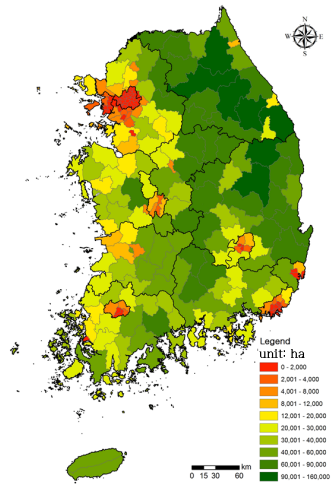 N
W E
S
Legend
unit: ha
0 - 2,000
2,001 - 4,000
4,001 - 8,000
8,001 - 12,000
12,001 - 20,000
20,001 - 30,000
30,001 - 40,000
40,001 - 60,000
60,001 - 90,000
90,001 - 160,000
km
0 15 30 60